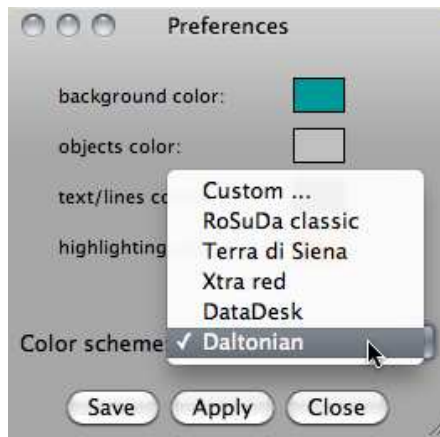 Preferences
background color:
objects color:
text/lines co
highlighting
Custom ...
RoSuDa classic
Terra di Siena
Xtra red
DataDesk
Color scheme ✓ Daltonian
Save Apply Close